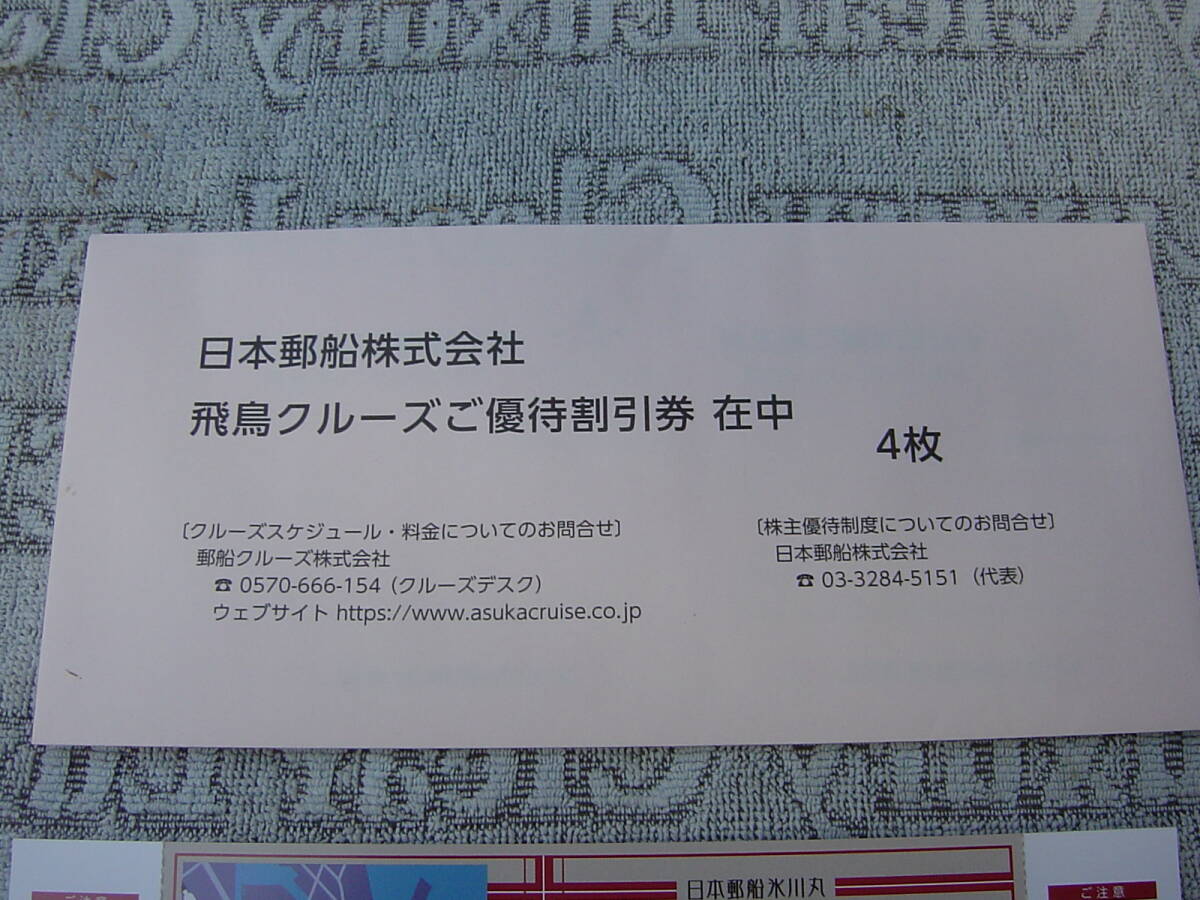 日本郵船株式会社
飛鳥クルーズご優待割引券 在中
4枚
〔クルーズスケジュール・料金についてのお問合せ〕
郵船クルーズ株式会社
☎ 0570-666-154（クルーズデスク）
ウェブサイト https://www.asukacruise.co.jp
〔株主優待制度についてのお問合せ〕
日本郵船株式会社
☎ 03-3284-5151（代表）
日本郵船氷川丸
ご注意
ご注意